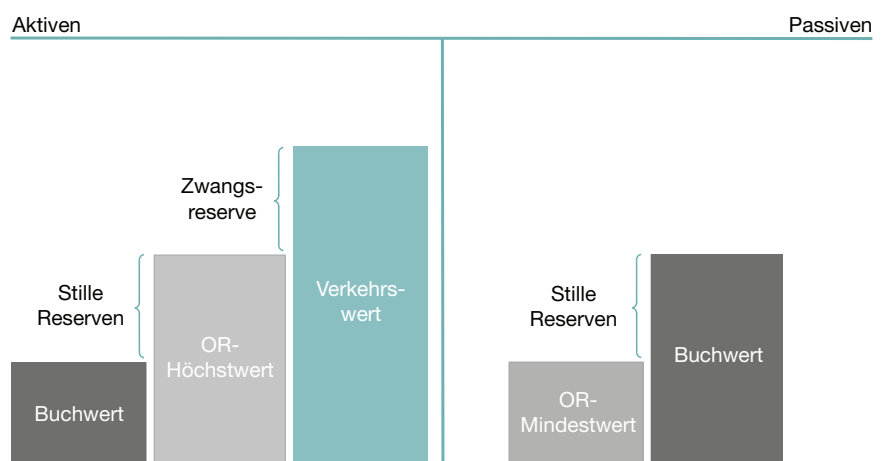 Aktiven
Passiven
Zwangs-
reserve
Stille
Reserven
Verkehrs-
wert
OR-
Höchstwert
Buchwert
Stille
Reserven
Buchwert
OR-
Mindestwert